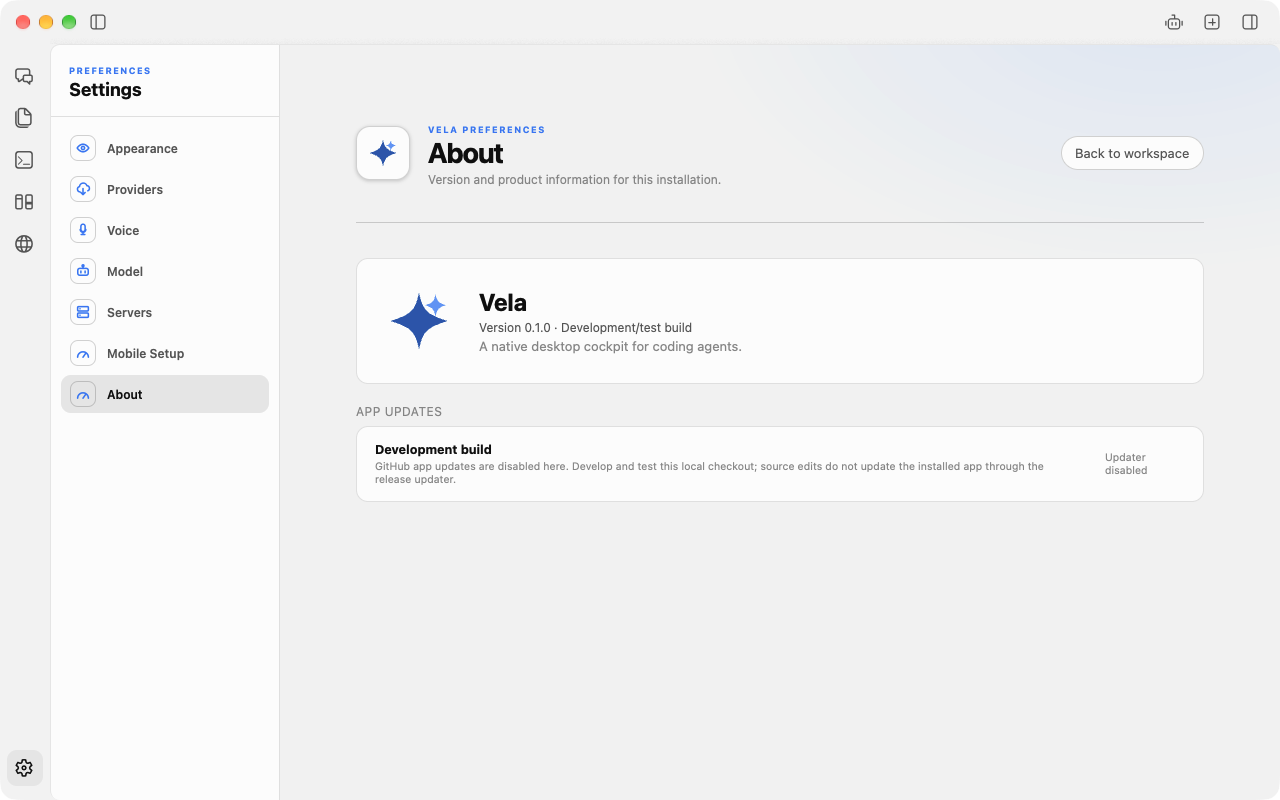 PREFERENCES
Settings
Appearance
Providers
Voice
Model
Servers
Mobile Setup
About
VELA PREFERENCES
About
Version and product information for this installation.
Back to workspace
Vela
Version 0.1.0 · Development/test build
A native desktop cockpit for coding agents.
APP UPDATES
Development build
GitHub app updates are disabled here. Develop and test this local checkout; source edits do not update the installed app through the
release updater.
Updater
disabled